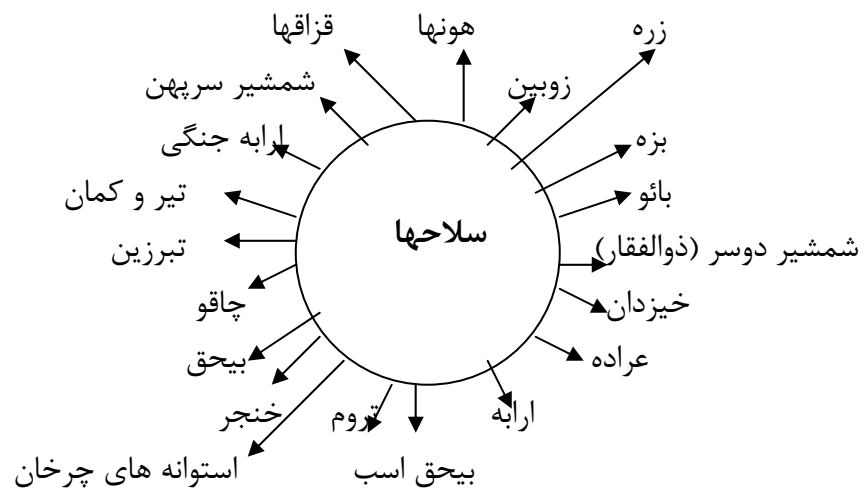 زره
هونها
قزاقها
زوبین
شمشیر سرپهن
بزه
ارابه جنگی
بائو
تیر و کمان
سلاحها
شمشیر دوسر (ذوالفقار)
تبرزین
خیزدان
چاقو
عراده
بیحق
ارابه
تروم
خنجر
بیحق اسب
استوانه های چرخان